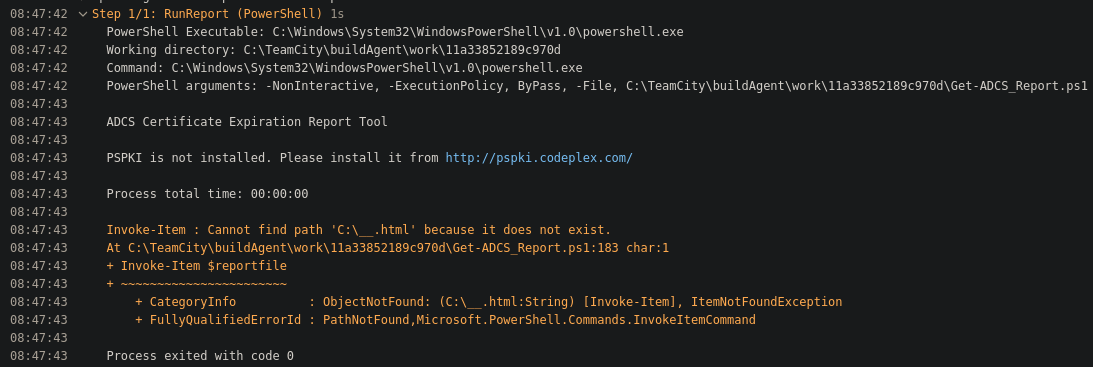 08:47:42 Step 1/1: RunReport (PowerShell) 1s
08:47:42 PowerShell Executable: C:\Windows\System32\WindowsPowerShell\v1.0\powershell.exe
08:47:42 Working directory: C:\TeamCity\buildAgent\work\11a33852189c970d
08:47:42 Command: C:\Windows\System32\WindowsPowerShell\v1.0\powershell.exe
08:47:42 PowerShell arguments: -NonInteractive, -ExecutionPolicy, ByPass, -File, C:\TeamCity\buildAgent\work\11a33852189c970d\Get-ADCS_Report.ps1
08:47:43
08:47:43 ADCS Certificate Expiration Report Tool
08:47:43
08:47:43 PSPKI is not installed. Please install it from http://pspki.codeplex.com/
08:47:43
08:47:43 Process total time: 00:00:00
08:47:43
08:47:43 Invoke-Item : Cannot find path 'C:\__.html' because it does not exist.
08:47:43 At C:\TeamCity\buildAgent\work\11a33852189c970d\Get-ADCS_Report.ps1:183 char:1
08:47:43 + Invoke-Item $reportfile
08:47:43 + ~~~~~~~~~~~~~~~~~~~~~~~
08:47:43 + CategoryInfo : ObjectNotFound: (C:\__.html:String) [Invoke-Item], ItemNotFoundException
08:47:43 + FullyQualifiedErrorId : PathNotFound,Microsoft.PowerShell.Commands.InvokeItemCommand
08:47:43
08:47:43 Process exited with code 0